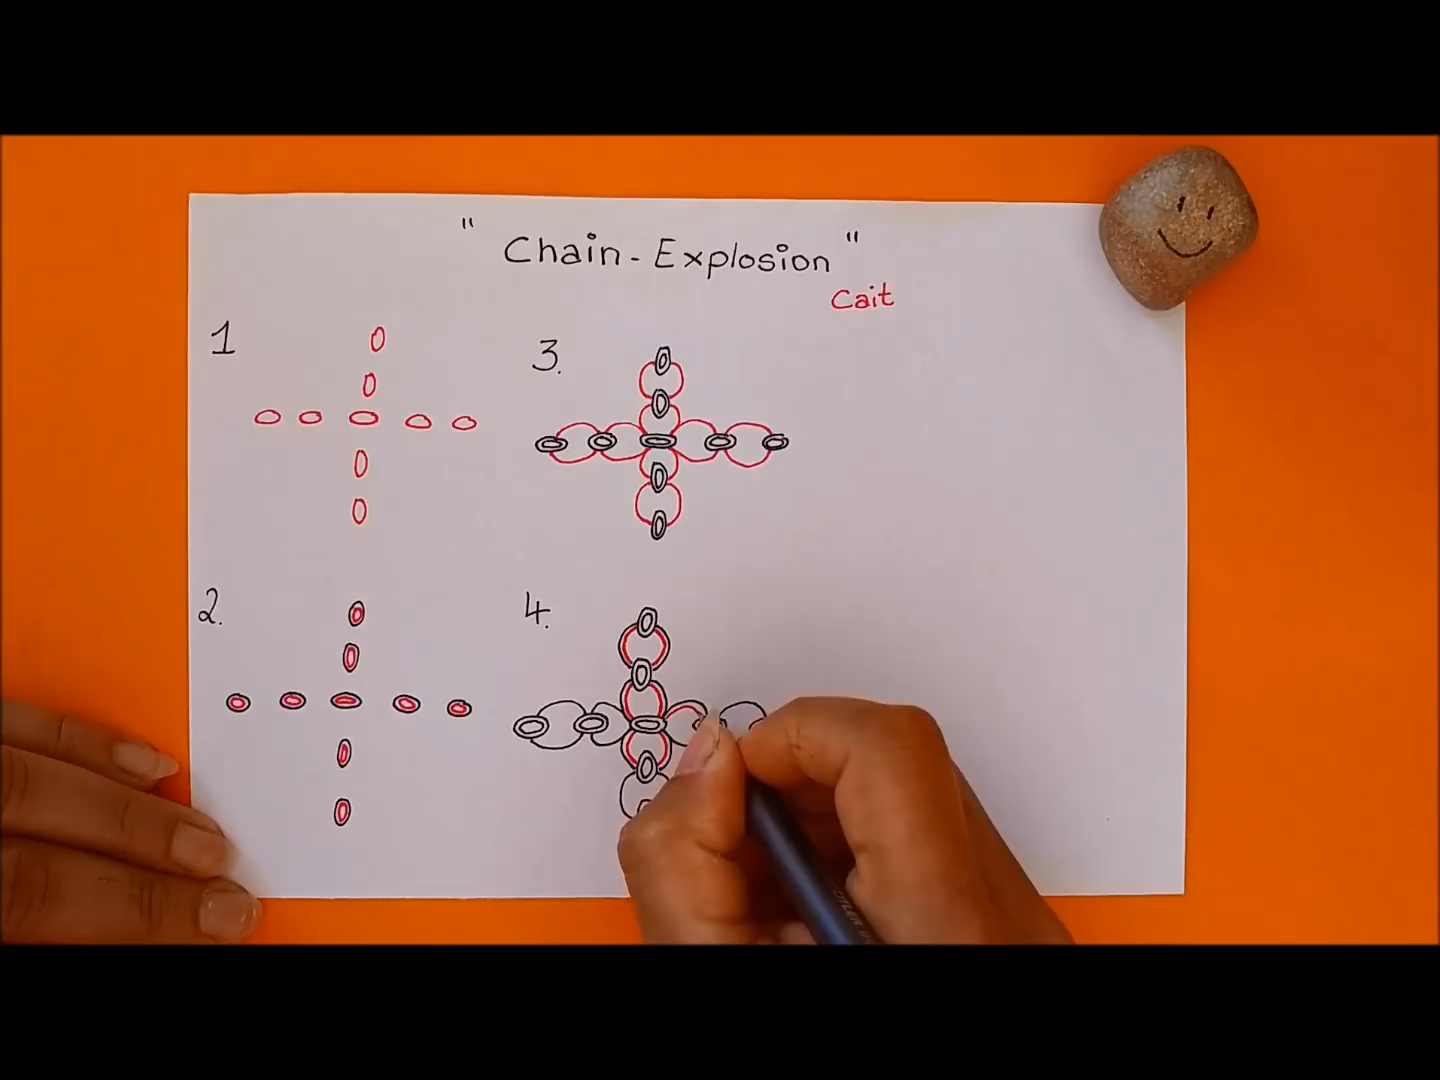 " Chain - Explosion "
Cait
1
2.
3.
4.